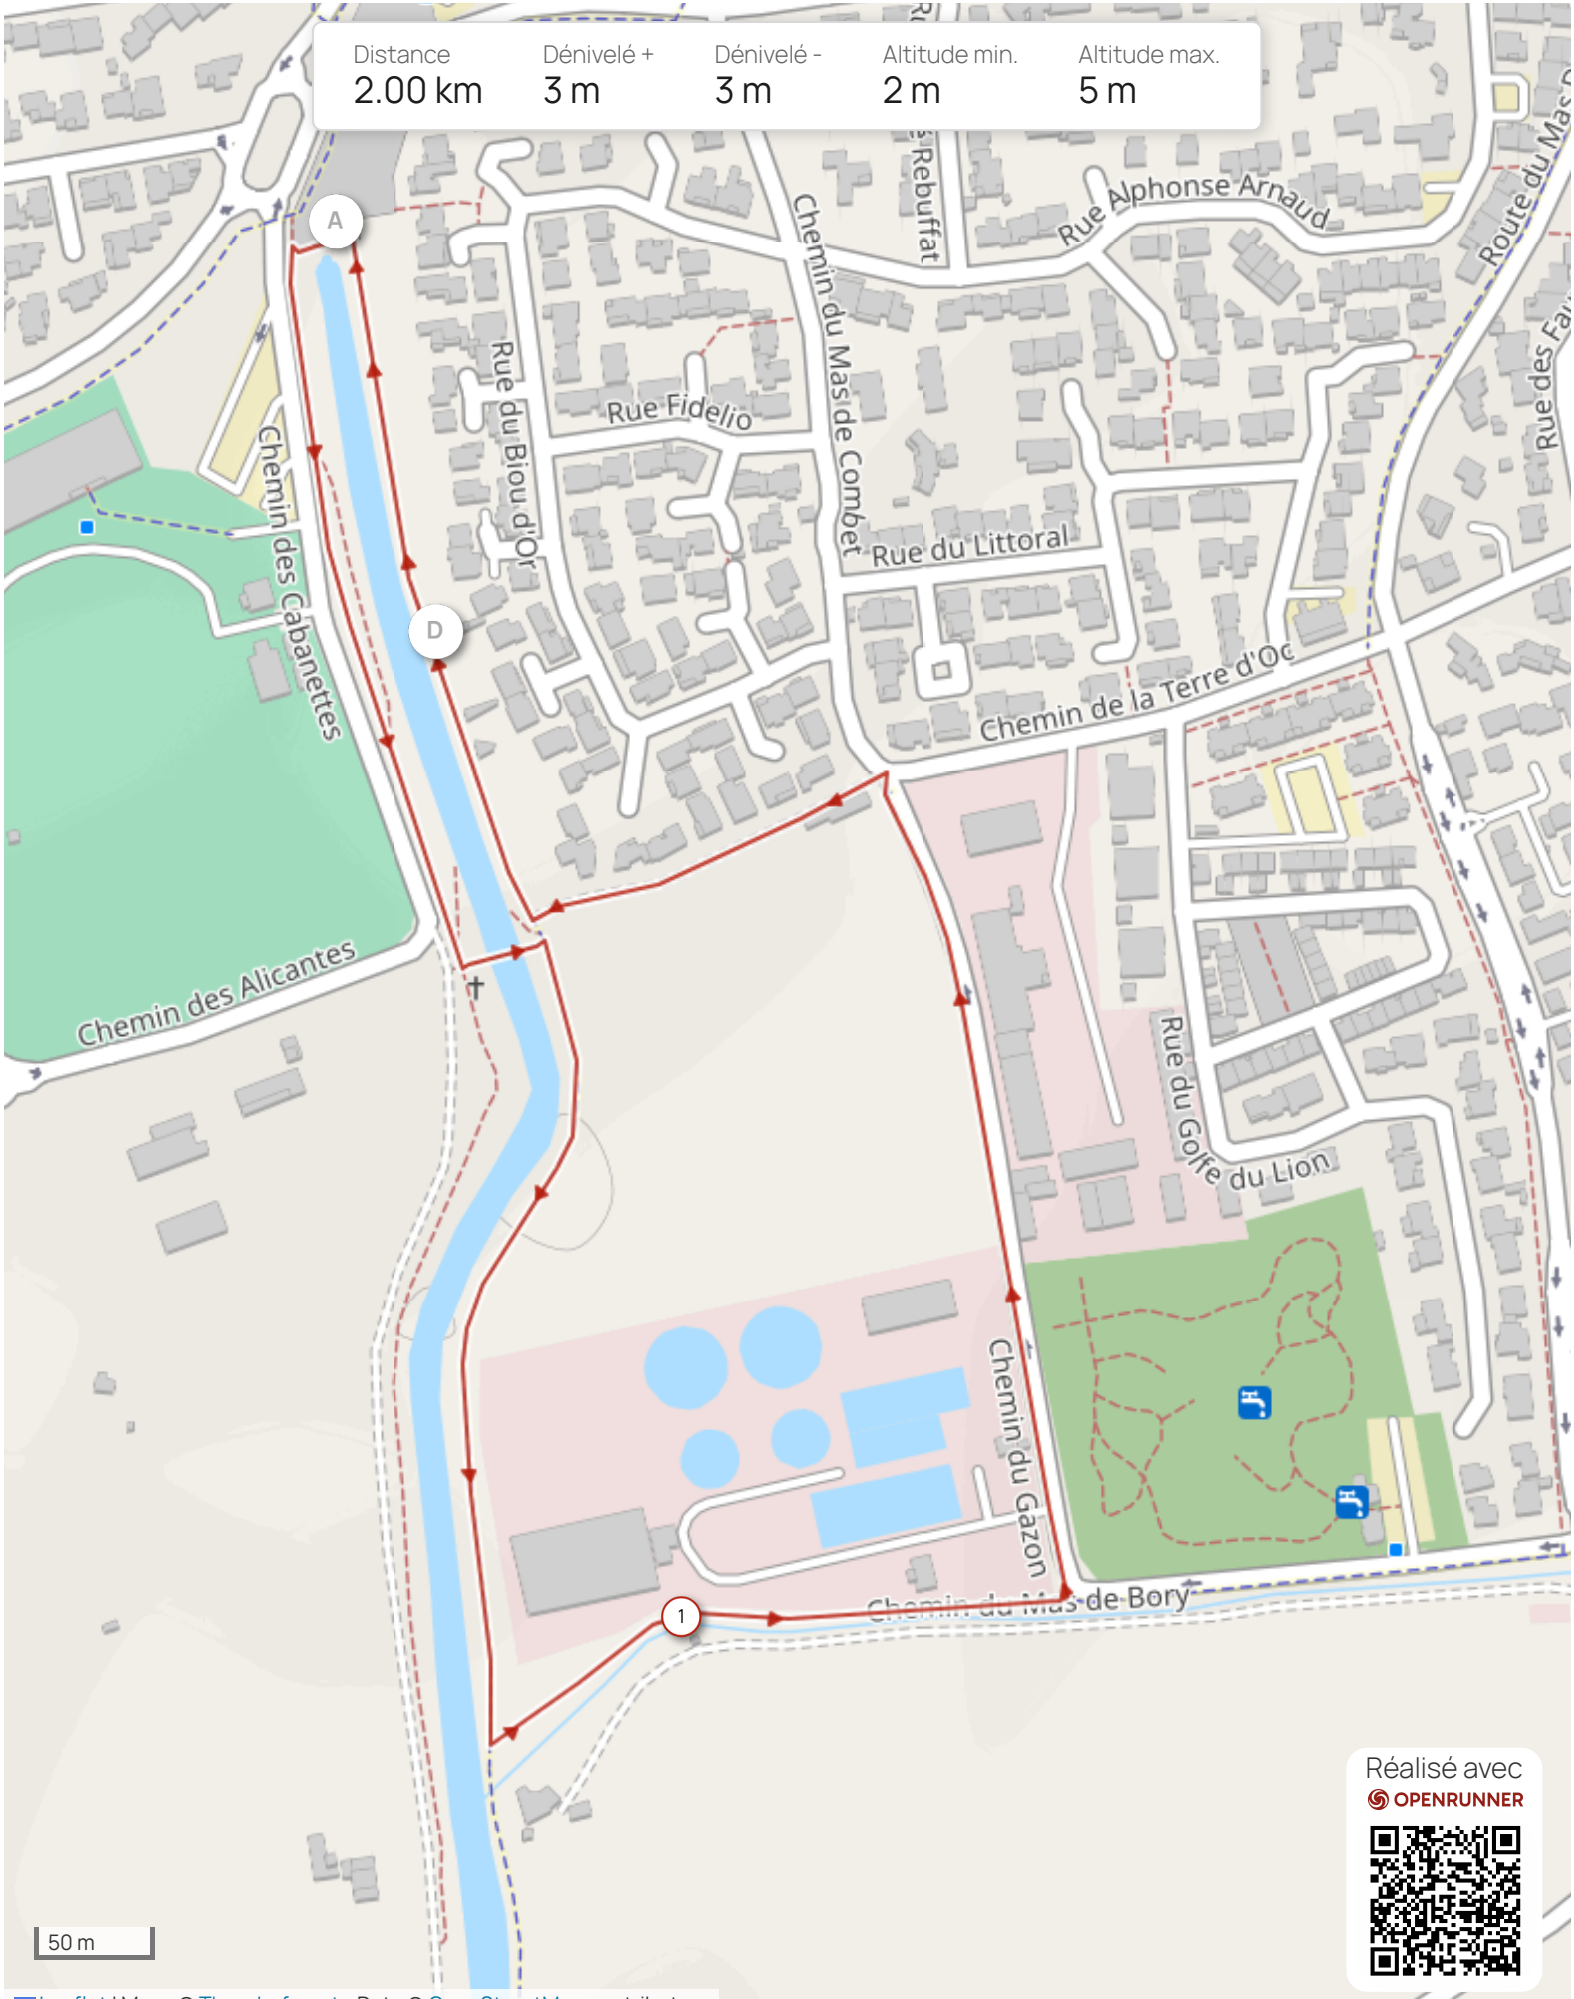 Distance
2.00 km
Dénivelé +
3 m
Dénivelé -
3 m
Altitude min.
2 m
Altitude max.
5 m
A
Rebuffat
Rue Alphonse Arnaud
Route du Mas
Chemin du Mas de Combet
Rue du Biou d'Or
Rue Fidelio
Rue des
Chemin des Cabanettes
Rue du Littoral
D
Chemin de la Terre d'Oc
Chemin des Alicantes
Rue du Golfe du Lion
Chemin du Gazon
1
Chemin du Mas de Bory
Réalisé avec
OPENRUNNER
50 m